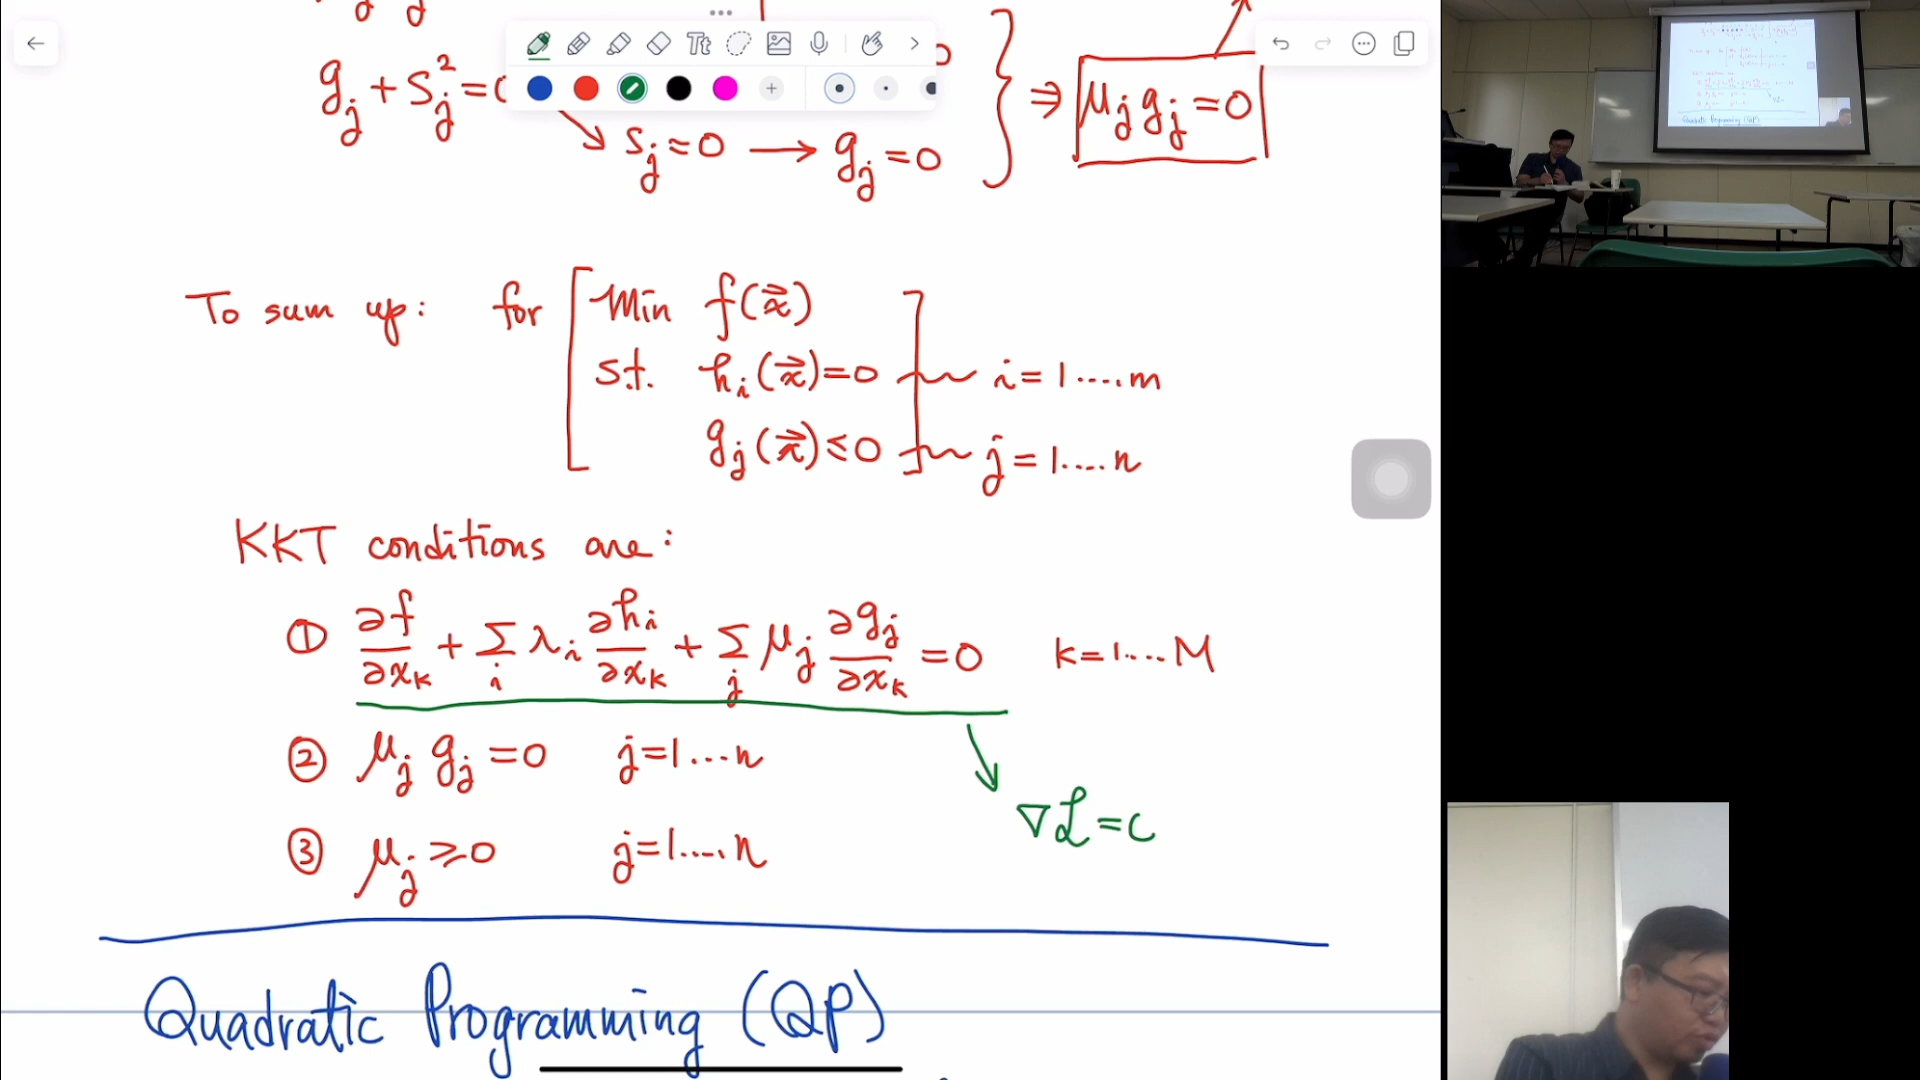 Tt
g_j + S_j^2 = 0
S_j = 0 → g_j = 0
⇒ μ_j g_j = 0
To sum up: for [ Min f(x⃗)
s.t. h_i(x⃗) = 0 ] i = 1....m
g_j(x⃗) ≤ 0 j = 1....n
KKT conditions are:
① ∂f/∂x_k + Σ_i λ_i ∂h_i/∂x_k + Σ_j μ_j ∂g_j/∂x_k = 0 k = 1....M
② μ_j g_j = 0 j = 1...n
∇ℒ = c
③ μ_j ≥ 0 j = 1....n
Quadratic Programming (QP)